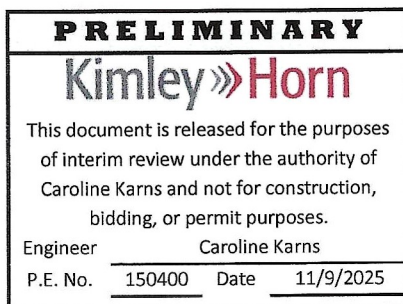 PRELIMINARY
Kimley»Horn
This document is released for the purposes
of interim review under the authority of
Caroline Karns and not for construction,
bidding, or permit purposes.
Engineer Caroline Karns
P.E. No. 150400 Date 11/9/2025